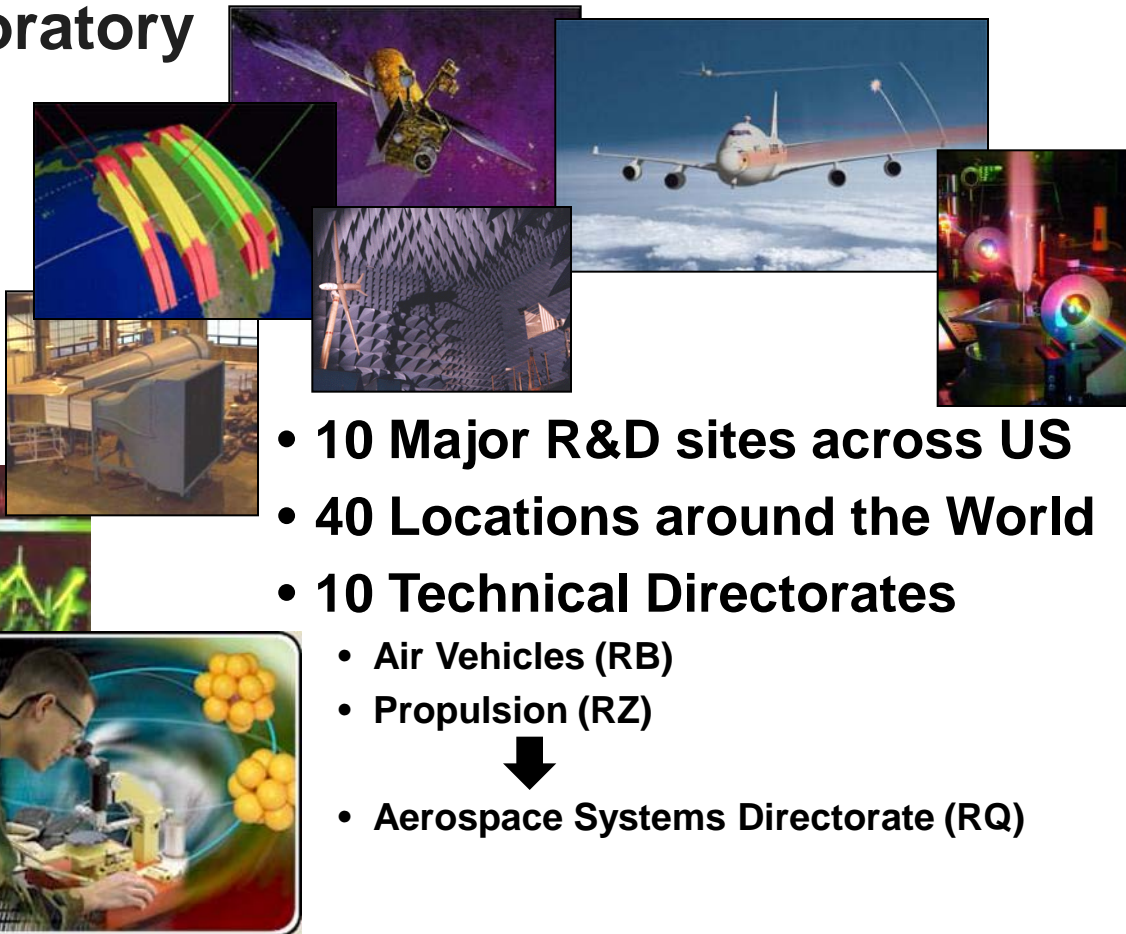 oratory
• 10 Major R&D sites across US
• 40 Locations around the World
• 10 Technical Directorates
• Air Vehicles (RB)
• Propulsion (RZ)
• Aerospace Systems Directorate (RQ)